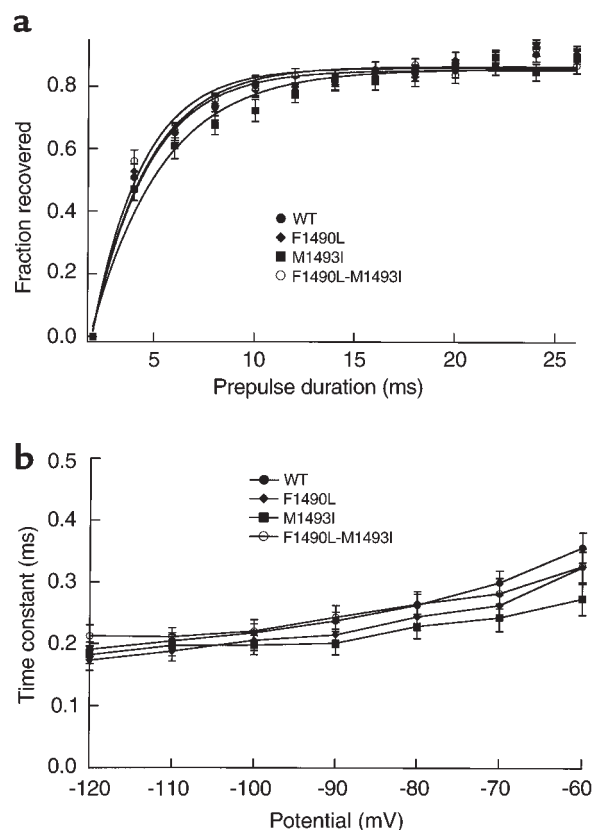 a
Fraction recovered
0.8
0.6
0.4
0.2
0.0
WT
F1490L
M1493I
F1490L-M1493I
5
10
15
20
25
Prepulse duration (ms)
b
Time constant (ms)
0.5
0.4
0.3
0.2
0.1
0.0
WT
F1490L
M1493I
F1490L-M1493I
-120
-110
-100
-90
-80
-70
-60
Potential (mV)